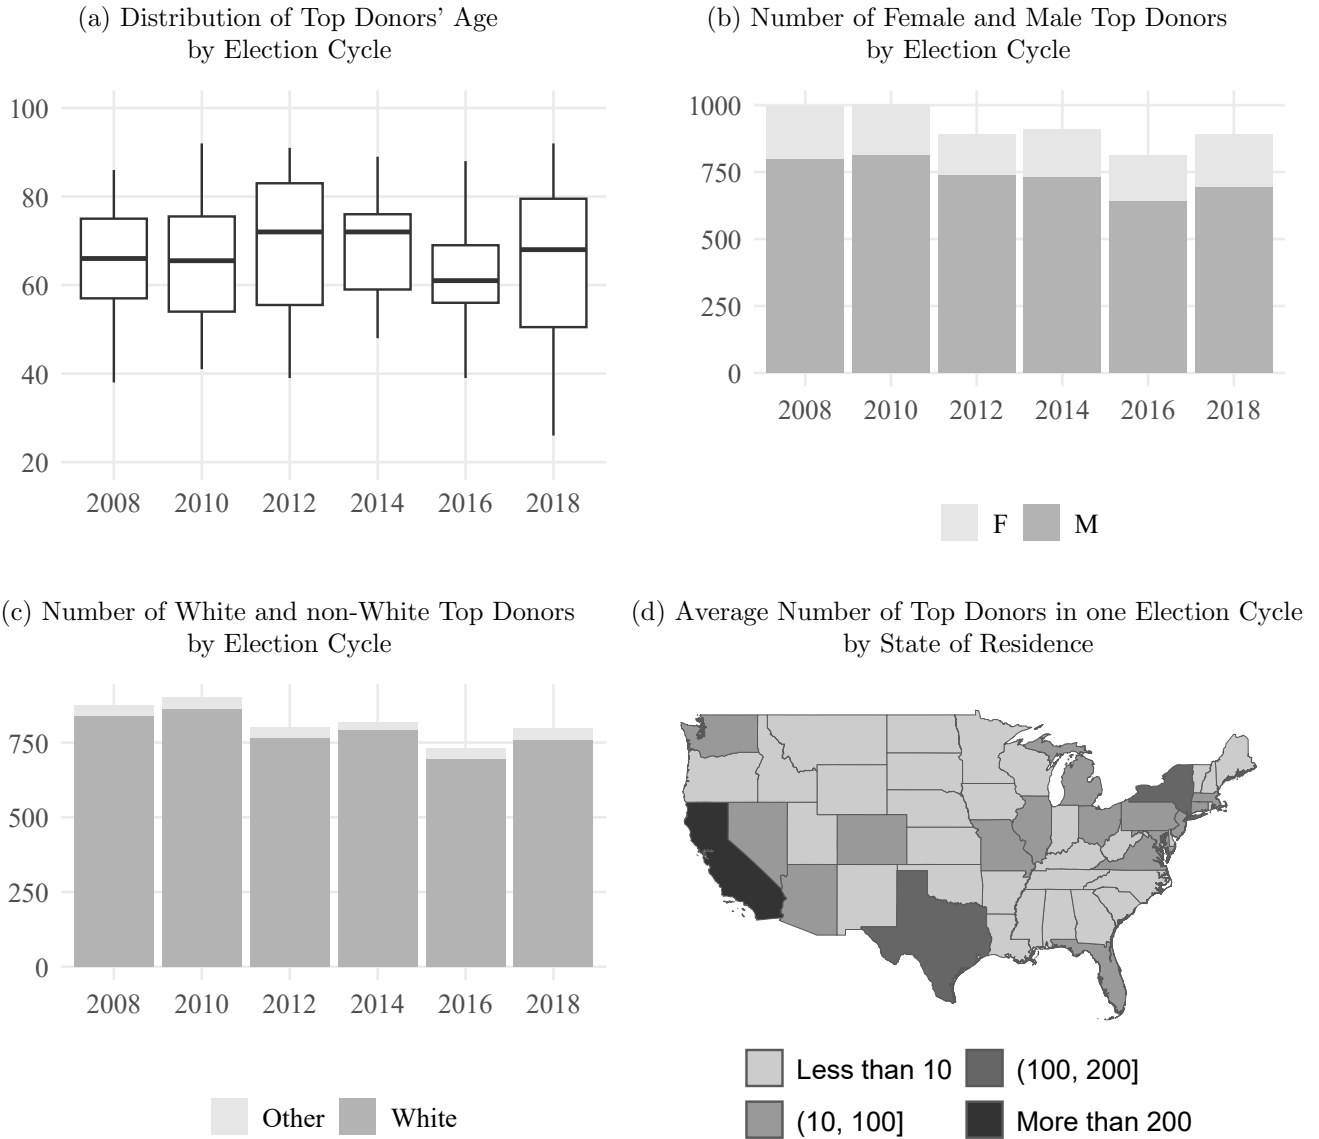 (a) Distribution of Top Donors' Age
by Election Cycle
100
80
60
40
20
2008 2010 2012 2014 2016 2018
(b) Number of Female and Male Top Donors
by Election Cycle
1000
750
500
250
0
2008 2010 2012 2014 2016 2018
F M
(c) Number of White and non-White Top Donors
by Election Cycle
750
500
250
0
2008 2010 2012 2014 2016 2018
Other White
(d) Average Number of Top Donors in one Election Cycle
by State of Residence
Less than 10 (100, 200]
(10, 100] More than 200